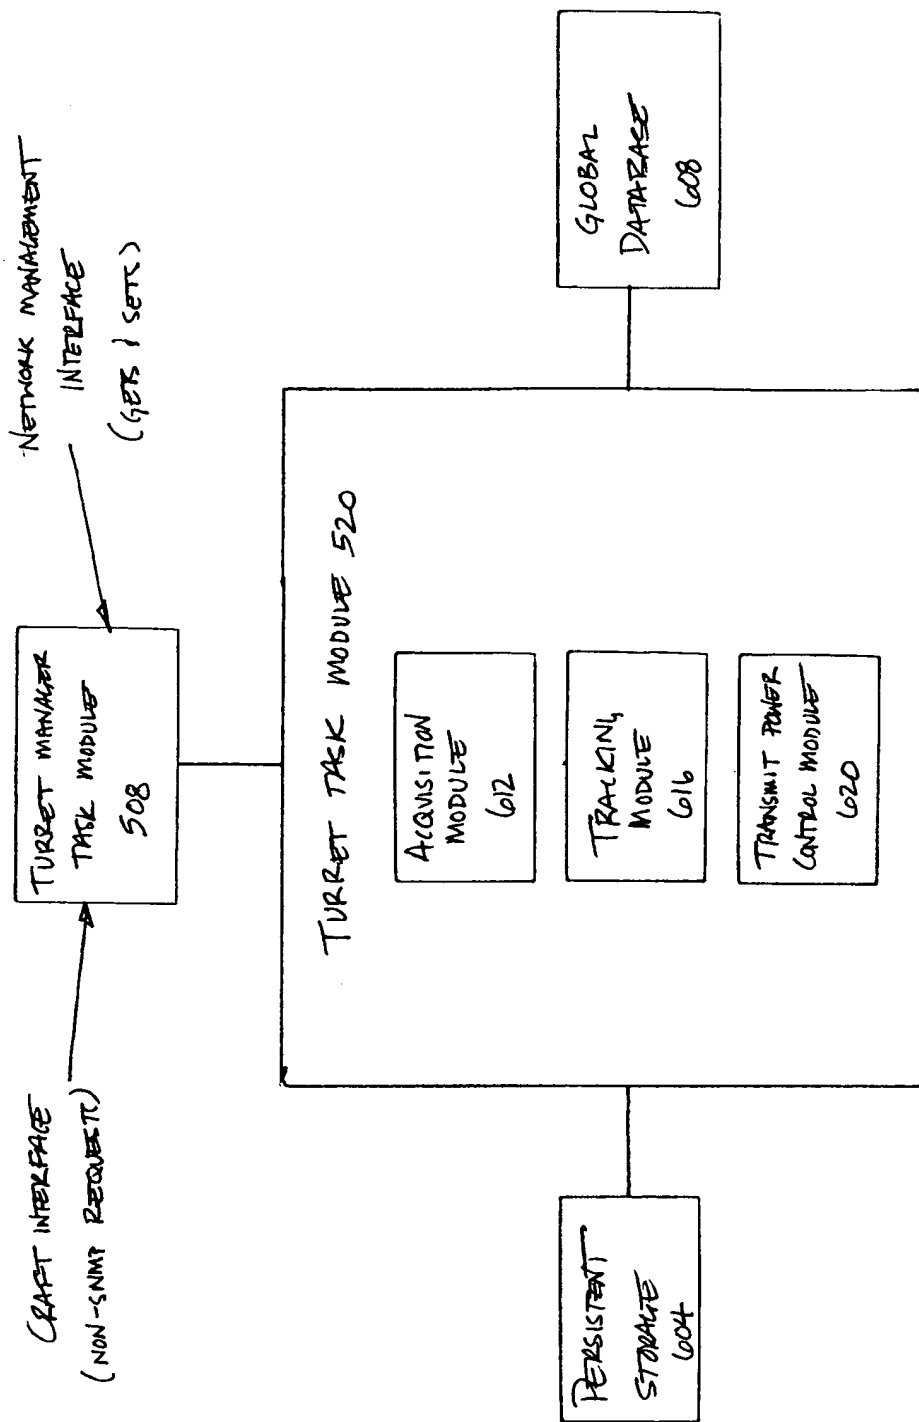 CRAFT INTERFACE
(NON-SNMP REQUESTS)
TURRET MANAGER
TASK MODULE
508
NETWORK MANAGEMENT
INTERFACE
(GETS & SETS)
TURRET TASK MODULE 520
ACQUISITION
MODULE
612
TRACKING
MODULE
616
TRANSMIT POWER
CONTROL MODULE
620
PERSISTENT
STORAGE
604
GLOBAL
DATABASE
608